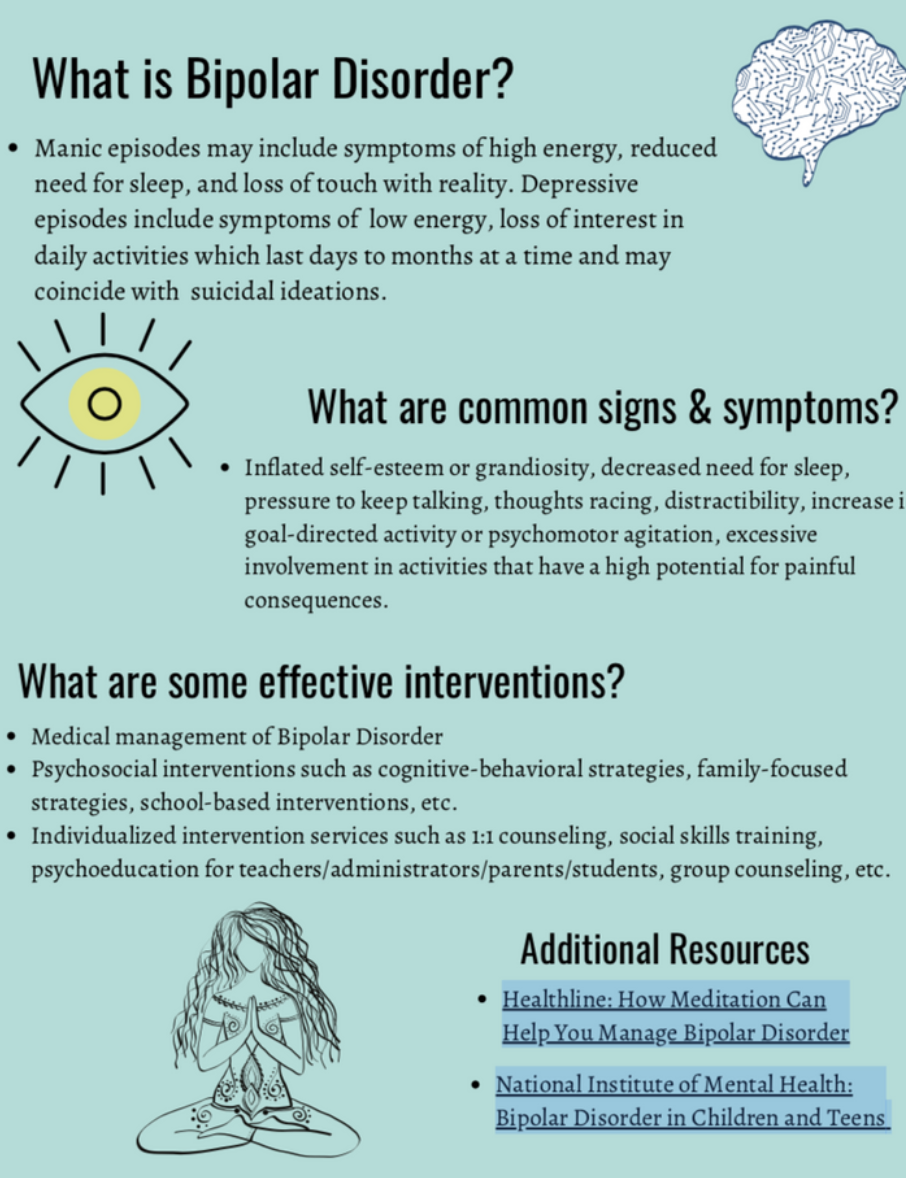 What is Bipolar Disorder?
• Manic episodes may include symptoms of high energy, reduced
need for sleep, and loss of touch with reality. Depressive
episodes include symptoms of low energy, loss of interest in
daily activities which last days to months at a time and may
coincide with suicidal ideations.
What are common signs & symptoms?
• Inflated self-esteem or grandiosity, decreased need for sleep,
pressure to keep talking, thoughts racing, distractibility, increase i
goal-directed activity or psychomotor agitation, excessive
involvement in activities that have a high potential for painful
consequences.
What are some effective interventions?
• Medical management of Bipolar Disorder
• Psychosocial interventions such as cognitive-behavioral strategies, family-focused
strategies, school-based interventions, etc.
• Individualized intervention services such as 1:1 counseling, social skills training,
psychoeducation for teachers/administrators/parents/students, group counseling, etc.
Additional Resources
• Healthline: How Meditation Can
Help You Manage Bipolar Disorder
• National Institute of Mental Health:
Bipolar Disorder in Children and Teens